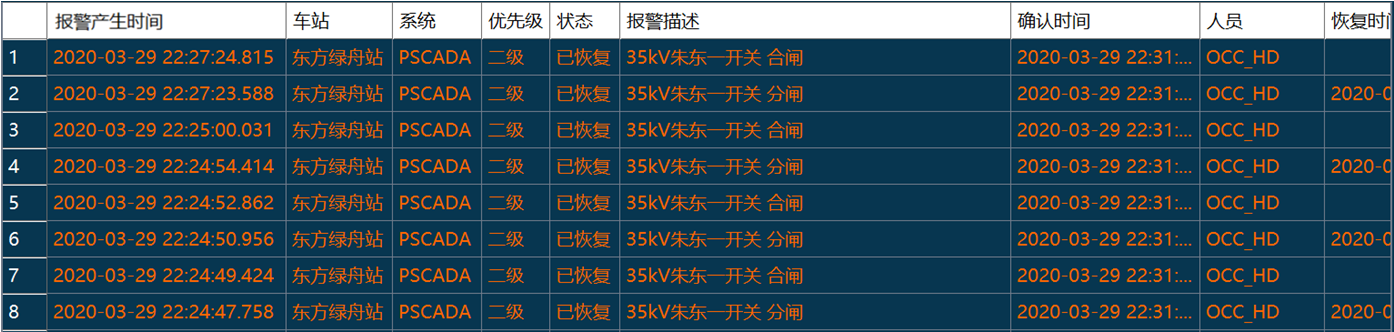 报警产生时间 车站 系统 优先级 状态 报警描述 确认时间 人员 恢复时间
1 2020-03-29 22:27:24.815 东方绿舟站 PSCADA 二级 已恢复 35kV朱东一开关 合闸 2020-03-29 22:31:... OCC_HD
2 2020-03-29 22:27:23.588 东方绿舟站 PSCADA 二级 已恢复 35kV朱东一开关 分闸 2020-03-29 22:31:... OCC_HD 2020-0
3 2020-03-29 22:25:00.031 东方绿舟站 PSCADA 二级 已恢复 35kV朱东一开关 合闸 2020-03-29 22:31:... OCC_HD
4 2020-03-29 22:24:54.414 东方绿舟站 PSCADA 二级 已恢复 35kV朱东一开关 分闸 2020-03-29 22:31:... OCC_HD 2020-0
5 2020-03-29 22:24:52.862 东方绿舟站 PSCADA 二级 已恢复 35kV朱东一开关 合闸 2020-03-29 22:31:... OCC_HD
6 2020-03-29 22:24:50.956 东方绿舟站 PSCADA 二级 已恢复 35kV朱东一开关 分闸 2020-03-29 22:31:... OCC_HD 2020-0
7 2020-03-29 22:24:49.424 东方绿舟站 PSCADA 二级 已恢复 35kV朱东一开关 合闸 2020-03-29 22:31:... OCC_HD
8 2020-03-29 22:24:47.758 东方绿舟站 PSCADA 二级 已恢复 35kV朱东一开关 分闸 2020-03-29 22:31:... OCC_HD 2020-0